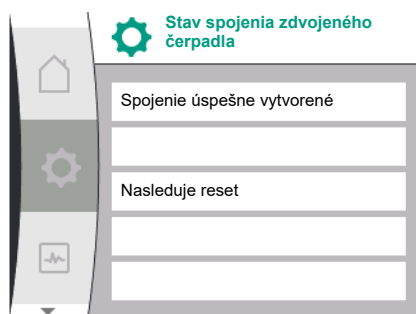 Stav spojenia zdvojeného
čerpadla
Spojenie úspešne vytvorené
Nasleduje reset